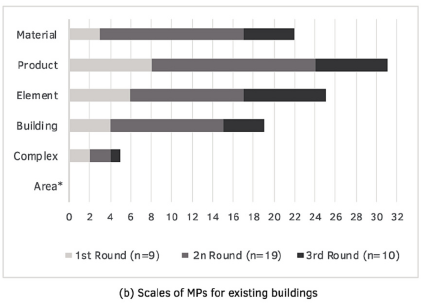 Material
Product
Element
Building
Complex
Area*
0 2 4 6 8 10 12 14 16 18 20 22 24 26 28 30 32
1st Round (n=9) 2n Round (n=19) 3rd Round (n=10)
(b) Scales of MPs for existing buildings